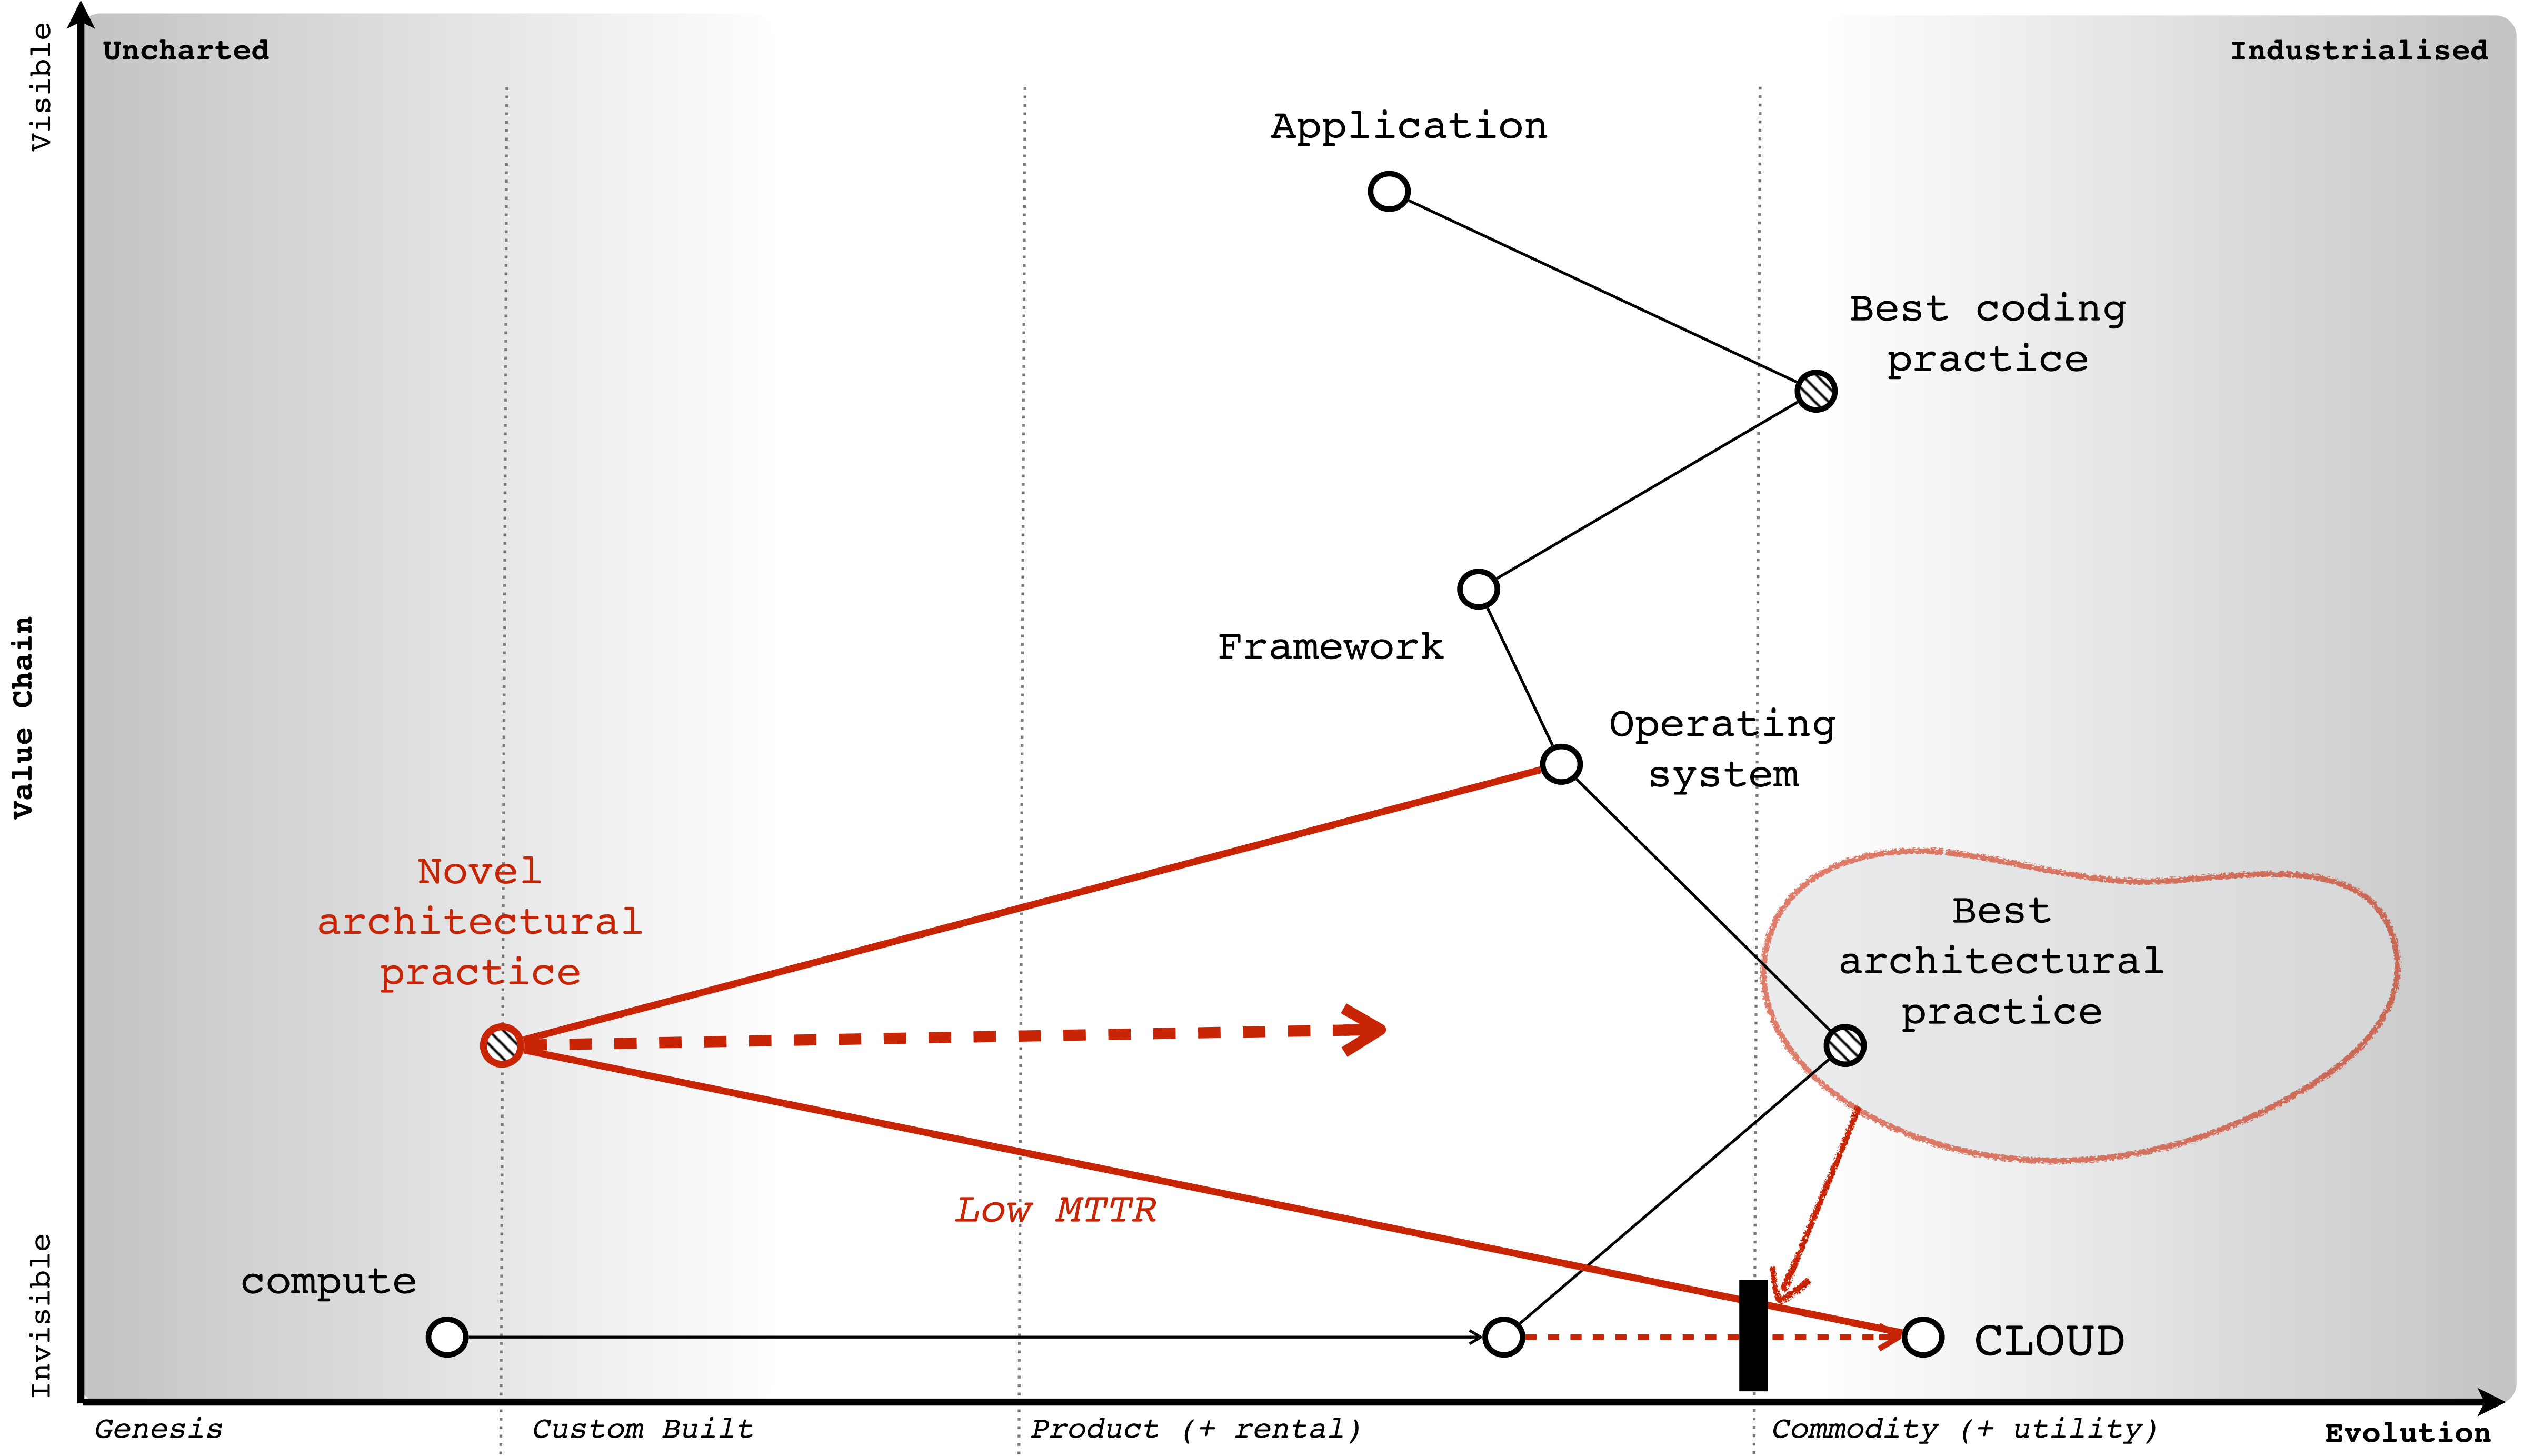 Visible
Uncharted
Industrialised
Application
Best coding
practice
Value Chain
Framework
Operating
system
Novel
architectural
practice
Best
architectural
practice
Low MTTR
Invisible
compute
CLOUD
Genesis
Custom Built
Product (+ rental)
Commodity (+ utility)
Evolution